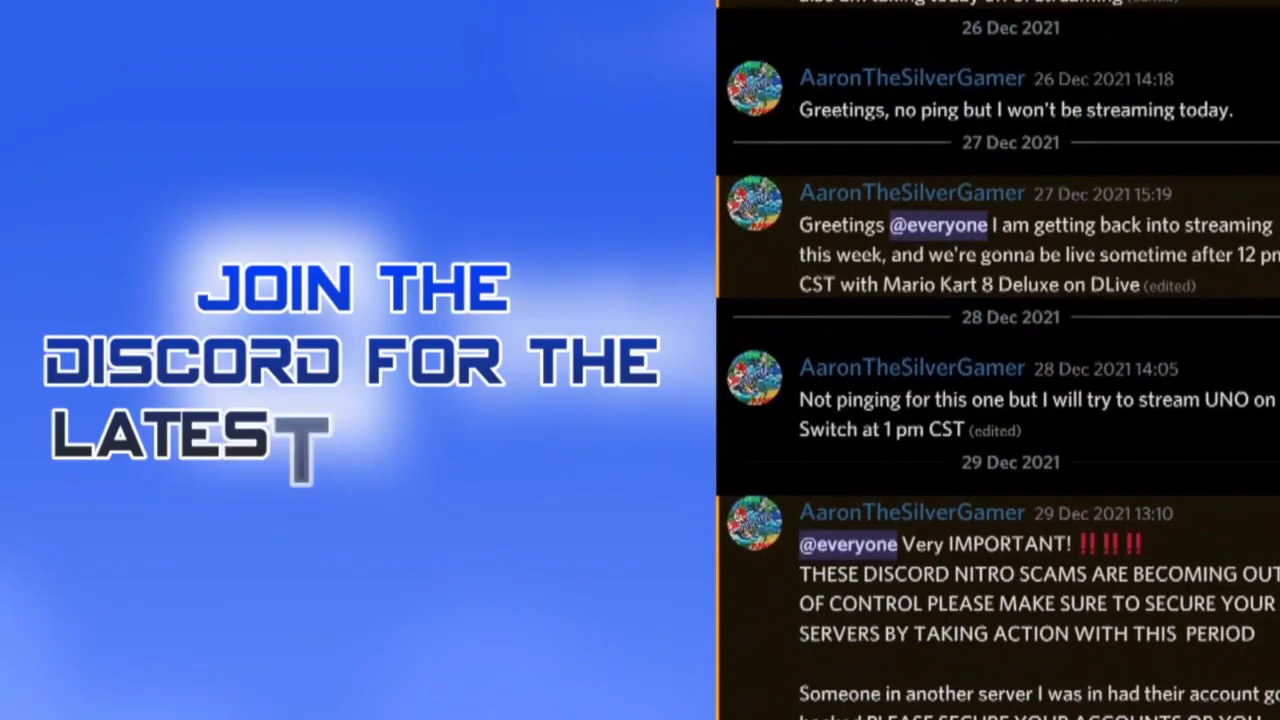 JOIN THE
DISCORD FOR THE
LATEST
26 Dec 2021
AaronTheSilverGamer 26 Dec 2021 14:18
Greetings, no ping but I won't be streaming today.
27 Dec 2021
AaronTheSilverGamer 27 Dec 2021 15:19
Greetings @everyone I am getting back into streaming
this week, and we're gonna be live sometime after 12 pm
CST with Mario Kart 8 Deluxe on DLive (edited)
28 Dec 2021
AaronTheSilverGamer 28 Dec 2021 14:05
Not pinging for this one but I will try to stream UNO on
Switch at 1 pm CST (edited)
29 Dec 2021
AaronTheSilverGamer 29 Dec 2021 13:10
@everyone Very IMPORTANT! ‼️‼️‼️
THESE DISCORD NITRO SCAMS ARE BECOMING OUT
OF CONTROL PLEASE MAKE SURE TO SECURE YOUR
SERVERS BY TAKING ACTION WITH THIS PERIOD
Someone in another server I was in had their account go